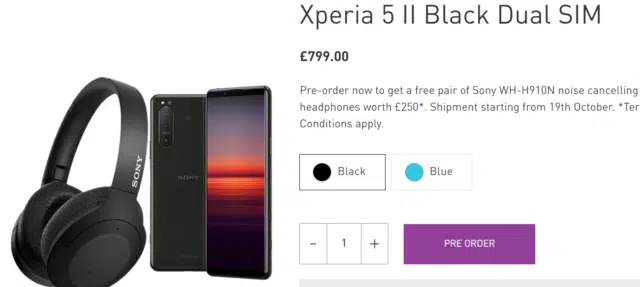 Xperia 5 II Black Dual SIM
£799.00
Pre-order now to get a free pair of Sony WH-H910N noise cancelling
headphones worth £250*. Shipment starting from 19th October. *Ter
Conditions apply.
SONY
SONY
Black
Blue
- 1 +
PRE ORDER